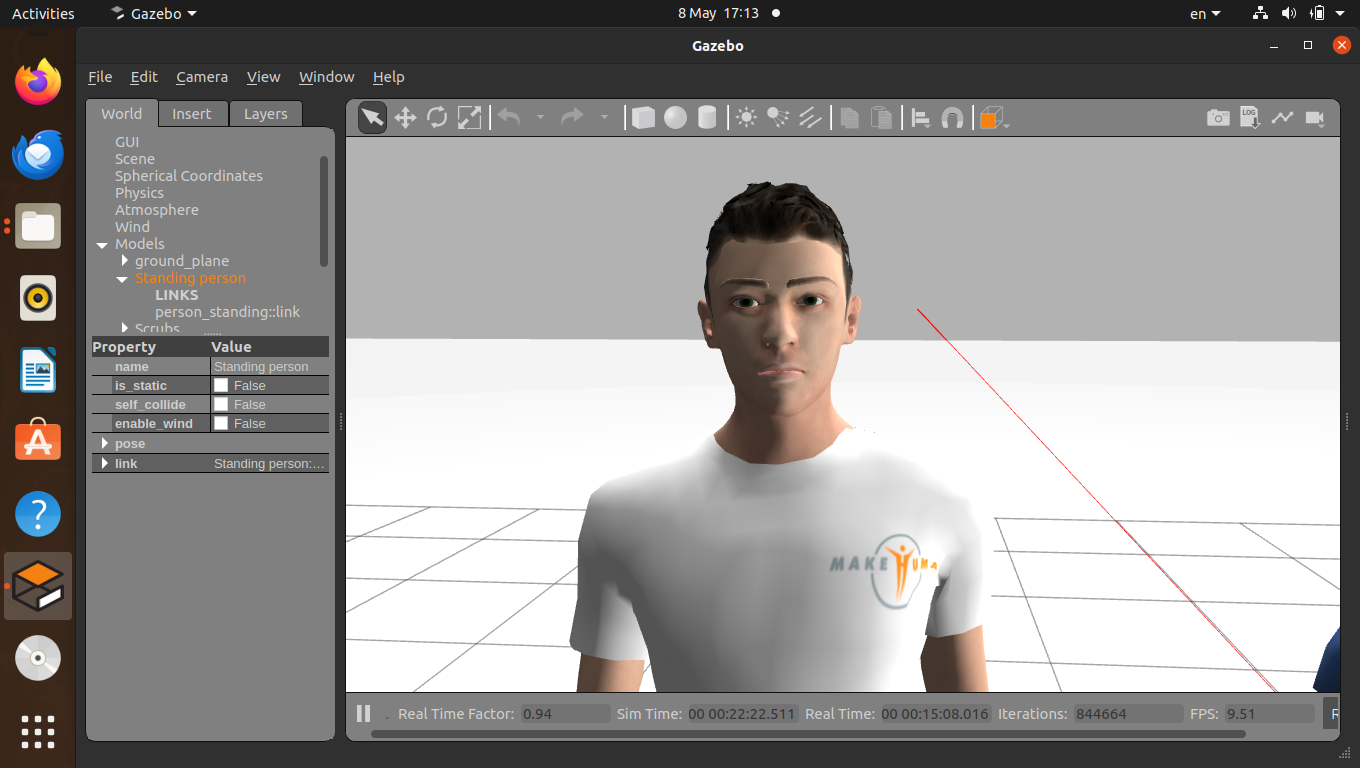 Activities
Gazebo
8 May 17:13
en
Gazebo
File Edit Camera View Window Help
World Insert Layers
GUI
Scene
Spherical Coordinates
Physics
Atmosphere
Wind
Models
ground_plane
Standing person
LINKS
person_standing::link
Scrubs
Property Value
name Standing person
is_static False
self_collide False
enable_wind False
pose
link Standing person:...
LOG
MAKEHUMA
Real Time Factor: 0.94 Sim Time: 00 00:22:22.511 Real Time: 00 00:15:08.016 Iterations: 844664 FPS: 9.51 R